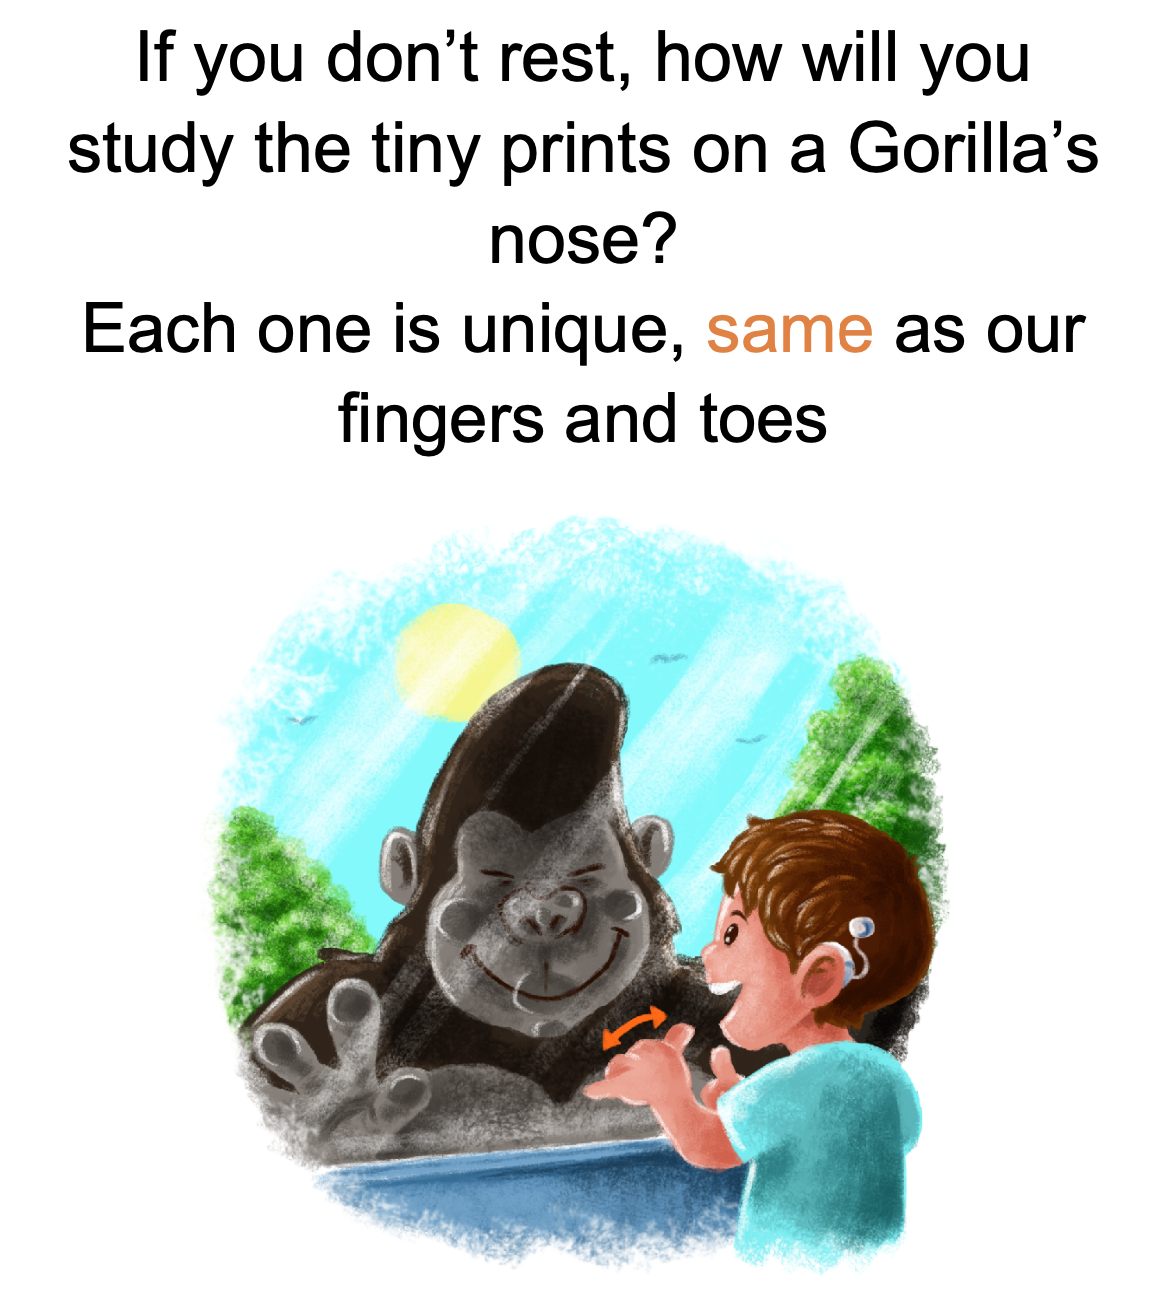 If you don’t rest, how will you
study the tiny prints on a Gorilla’s
nose?
Each one is unique, same as our
fingers and toes